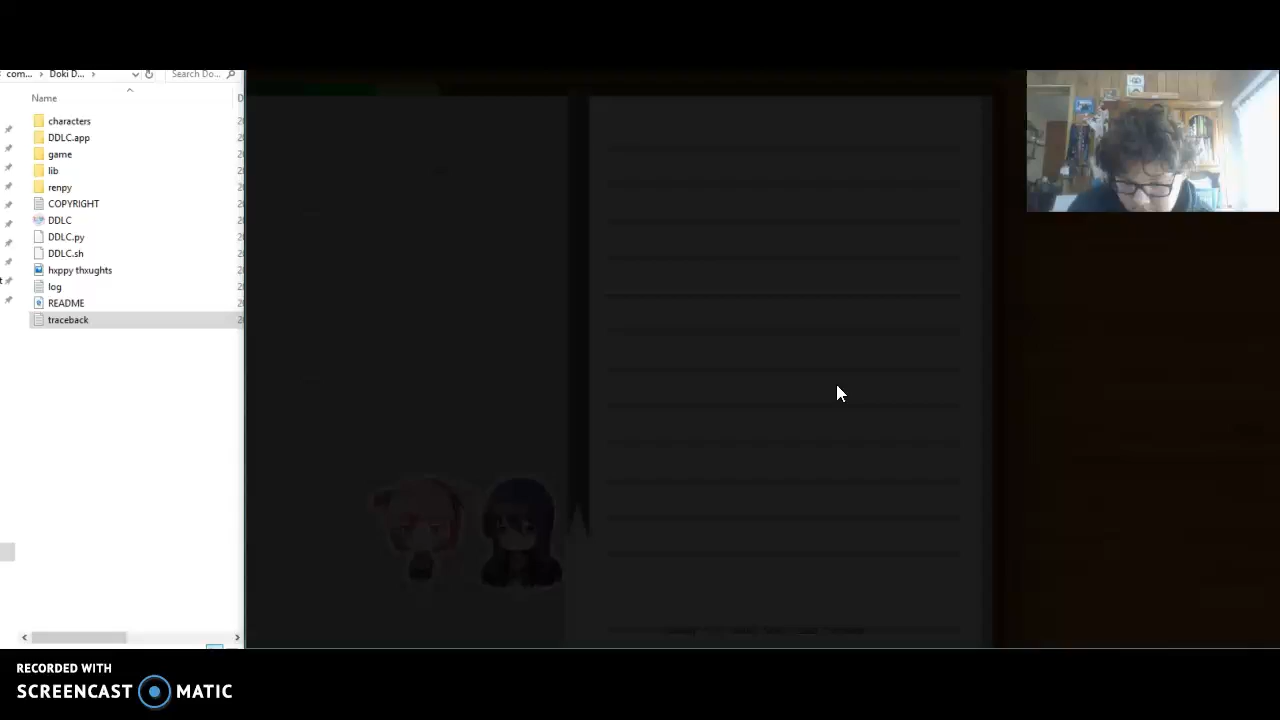 com... > Doki D... > Search Do...
Name
characters
DDLC.app
game
lib
renpy
COPYRIGHT
DDLC
DDLC.py
DDLC.sh
hxppy thxughts
log
README
traceback
RECORDED WITH
SCREENCAST MATIC